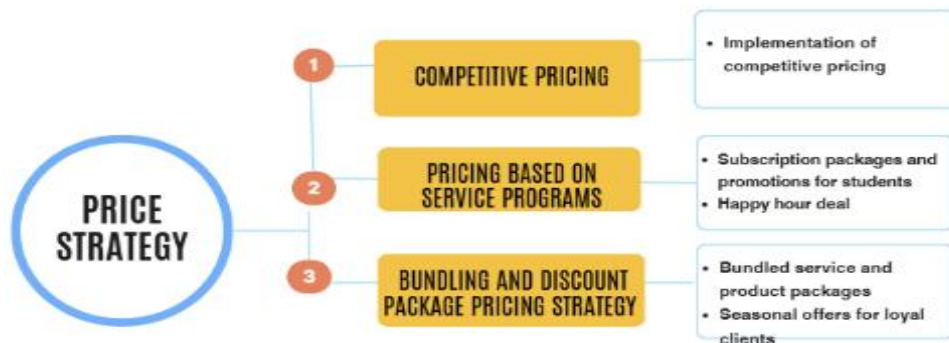 PRICE
STRATEGY
1
COMPETITIVE PRICING
• Implementation of
competitive pricing
2
PRICING BASED ON
SERVICE PROGRAMS
• Subscription packages and
promotions for students
• Happy hour deal
3
BUNDLING AND DISCOUNT
PACKAGE PRICING STRATEGY
• Bundled service and
product packages
• Seasonal offers for loyal
clients